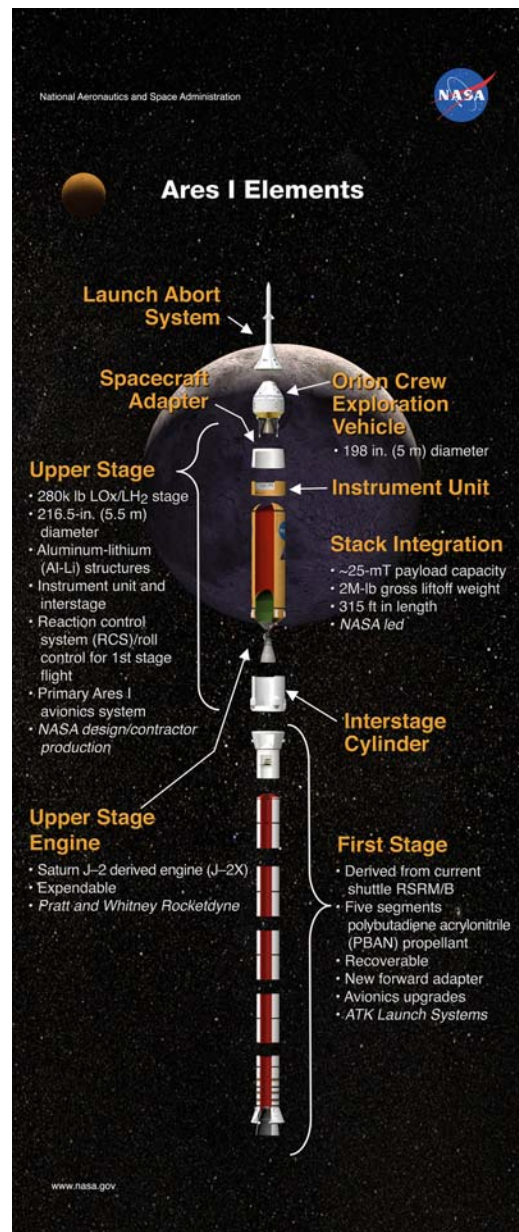 National Aeronautics and Space Administration
NASA
Ares I Elements
Launch Abort
System
Spacecraft
Adapter
Orion Crew
Exploration
Vehicle
• 198 in. (5 m) diameter
Upper Stage
• 280k lb LOx/LH2 stage
• 216.5-in. (5.5 m)
diameter
• Aluminum-lithium
(Al-Li) structures
• Instrument unit and
interstage
• Reaction control
system (RCS)/roll
control for 1st stage
flight
• Primary Ares I
avionics system
• NASA design/contractor
production
Instrument Unit
Stack Integration
• ~25-mT payload capacity
• 2M-lb gross liftoff weight
• 315 ft in length
• NASA led
Interstage
Cylinder
Upper Stage
Engine
• Saturn J–2 derived engine (J–2X)
• Expendable
• Pratt and Whitney Rocketdyne
First Stage
• Derived from current
shuttle RSRM/B
• Five segments
polybutadiene acrylonitrile
(PBAN) propellant
• Recoverable
• New forward adapter
• Avionics upgrades
• ATK Launch Systems
www.nasa.gov